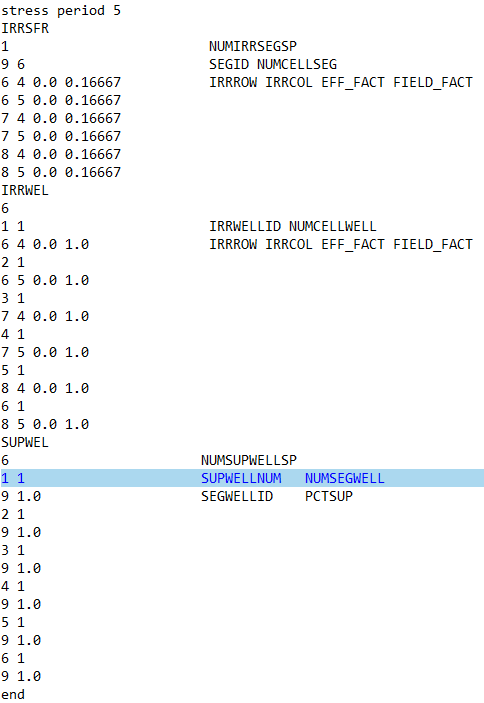 stress period 5
IRRSFR
1 NUMIRRSEGSP
9 6 SEGID NUMCELLSEG
6 4 0.0 0.16667 IRRROW IRRCOL EFF_FACT FIELD_FACT
6 5 0.0 0.16667
7 4 0.0 0.16667
7 5 0.0 0.16667
8 4 0.0 0.16667
8 5 0.0 0.16667
IRRWEL
6
1 1 IRRWELLID NUMCELLWELL
6 4 0.0 1.0 IRRROW IRRCOL EFF_FACT FIELD_FACT
2 1
6 5 0.0 1.0
3 1
7 4 0.0 1.0
4 1
7 5 0.0 1.0
5 1
8 4 0.0 1.0
6 1
8 5 0.0 1.0
SUPWEL
6 NUMSUPWELLSP
1 1 SUPWELLNUM NUMSEGWELL
9 1.0 SEGWELLID PCTSUP
2 1
9 1.0
3 1
9 1.0
4 1
9 1.0
5 1
9 1.0
6 1
9 1.0
end